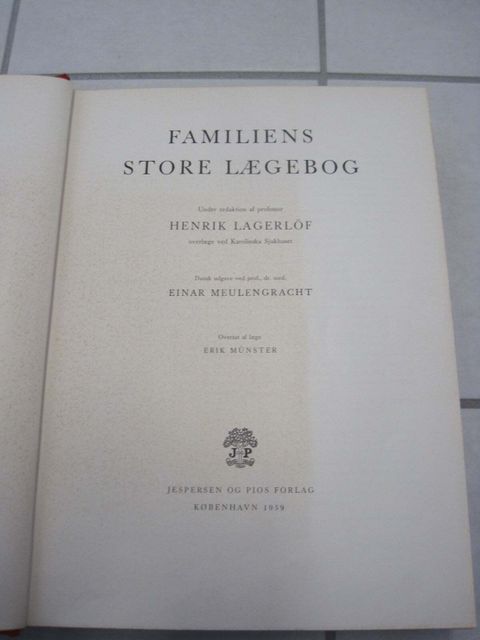 FAMILIENS
STORE LÆGEBOG
Under redaktion af professor
HENRIK LAGERLÖF
overlæge ved Karolinska Sjukhuset
Dansk udgave ved prof., dr. med.
EINAR MEULENGRACHT
Oversat af læge
ERIK MÜNSTER
J P
JESPERSEN OG PIOS FORLAG
KØBENHAVN 1959